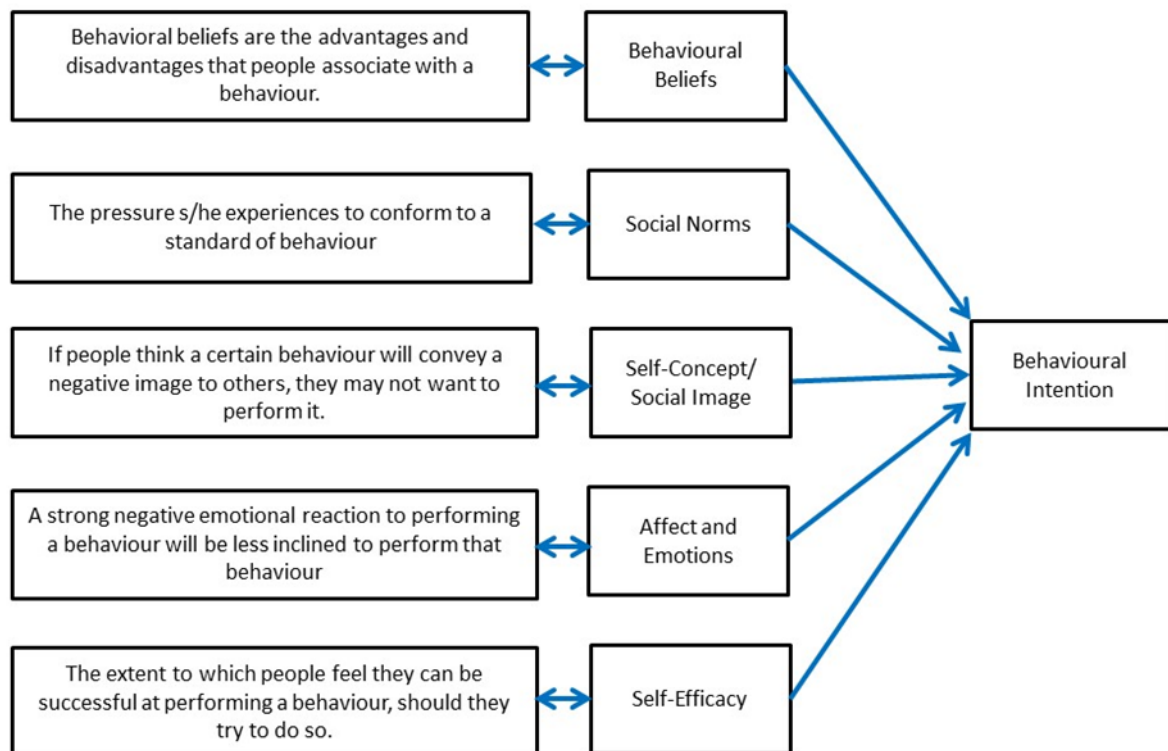 Behavioral beliefs are the advantages and
disadvantages that people associate with a
behaviour.
Behavioural
Beliefs
The pressure s/he experiences to conform to a
standard of behaviour
Social Norms
If people think a certain behaviour will convey a
negative image to others, they may not want to
perform it.
Self-Concept/
Social Image
Behavioural
Intention
A strong negative emotional reaction to performing
a behaviour will be less inclined to perform that
behaviour
Affect and
Emotions
The extent to which people feel they can be
successful at performing a behaviour, should they
try to do so.
Self-Efficacy